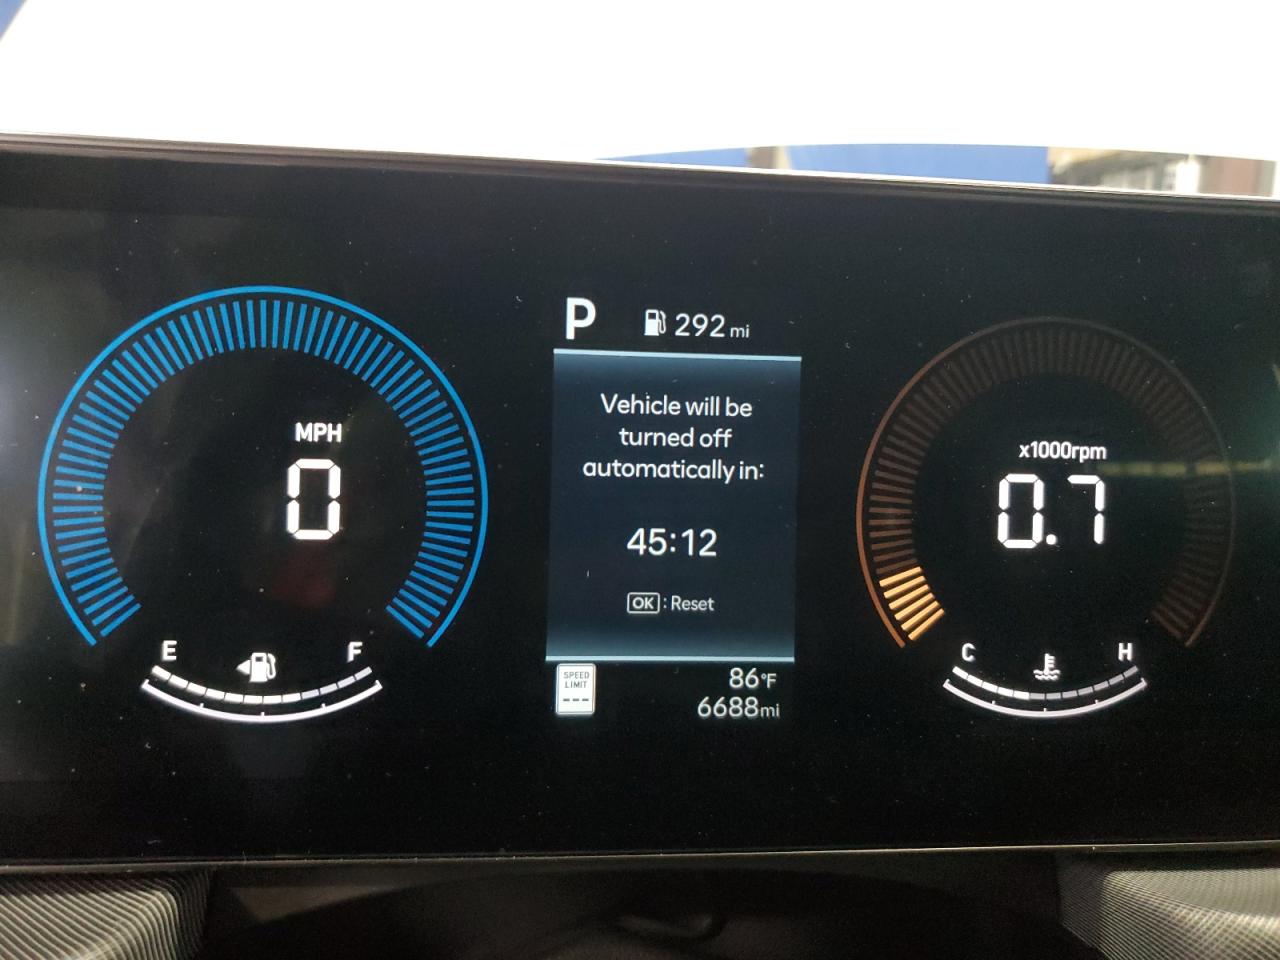 P
292 mi
Vehicle will be
turned off
automatically in:
45:12
OK : Reset
MPH
0
x1000rpm
0.7
E F
C H
SPEED
LIMIT
---
86°F
6688mi